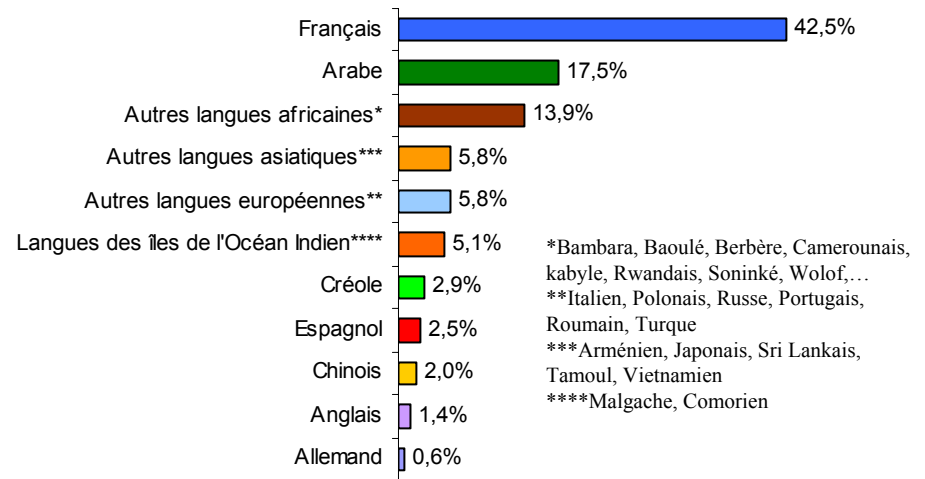 Français 42,5%
Arabe 17,5%
Autres langues africaines* 13,9%
Autres langues asiatiques*** 5,8%
Autres langues européennes** 5,8%
Langues des îles de l'Océan Indien**** 5,1%
Créole 2,9%
Espagnol 2,5%
Chinois 2,0%
Anglais 1,4%
Allemand 0,6%
*Bambara, Baoulé, Berbère, Camerounais,
kabyle, Rwandais, Soninké, Wolof,…
**Italien, Polonais, Russe, Portugais,
Roumain, Turque
***Arménien, Japonais, Sri Lankais,
Tamoul, Vietnamien
****Malgache, Comorien